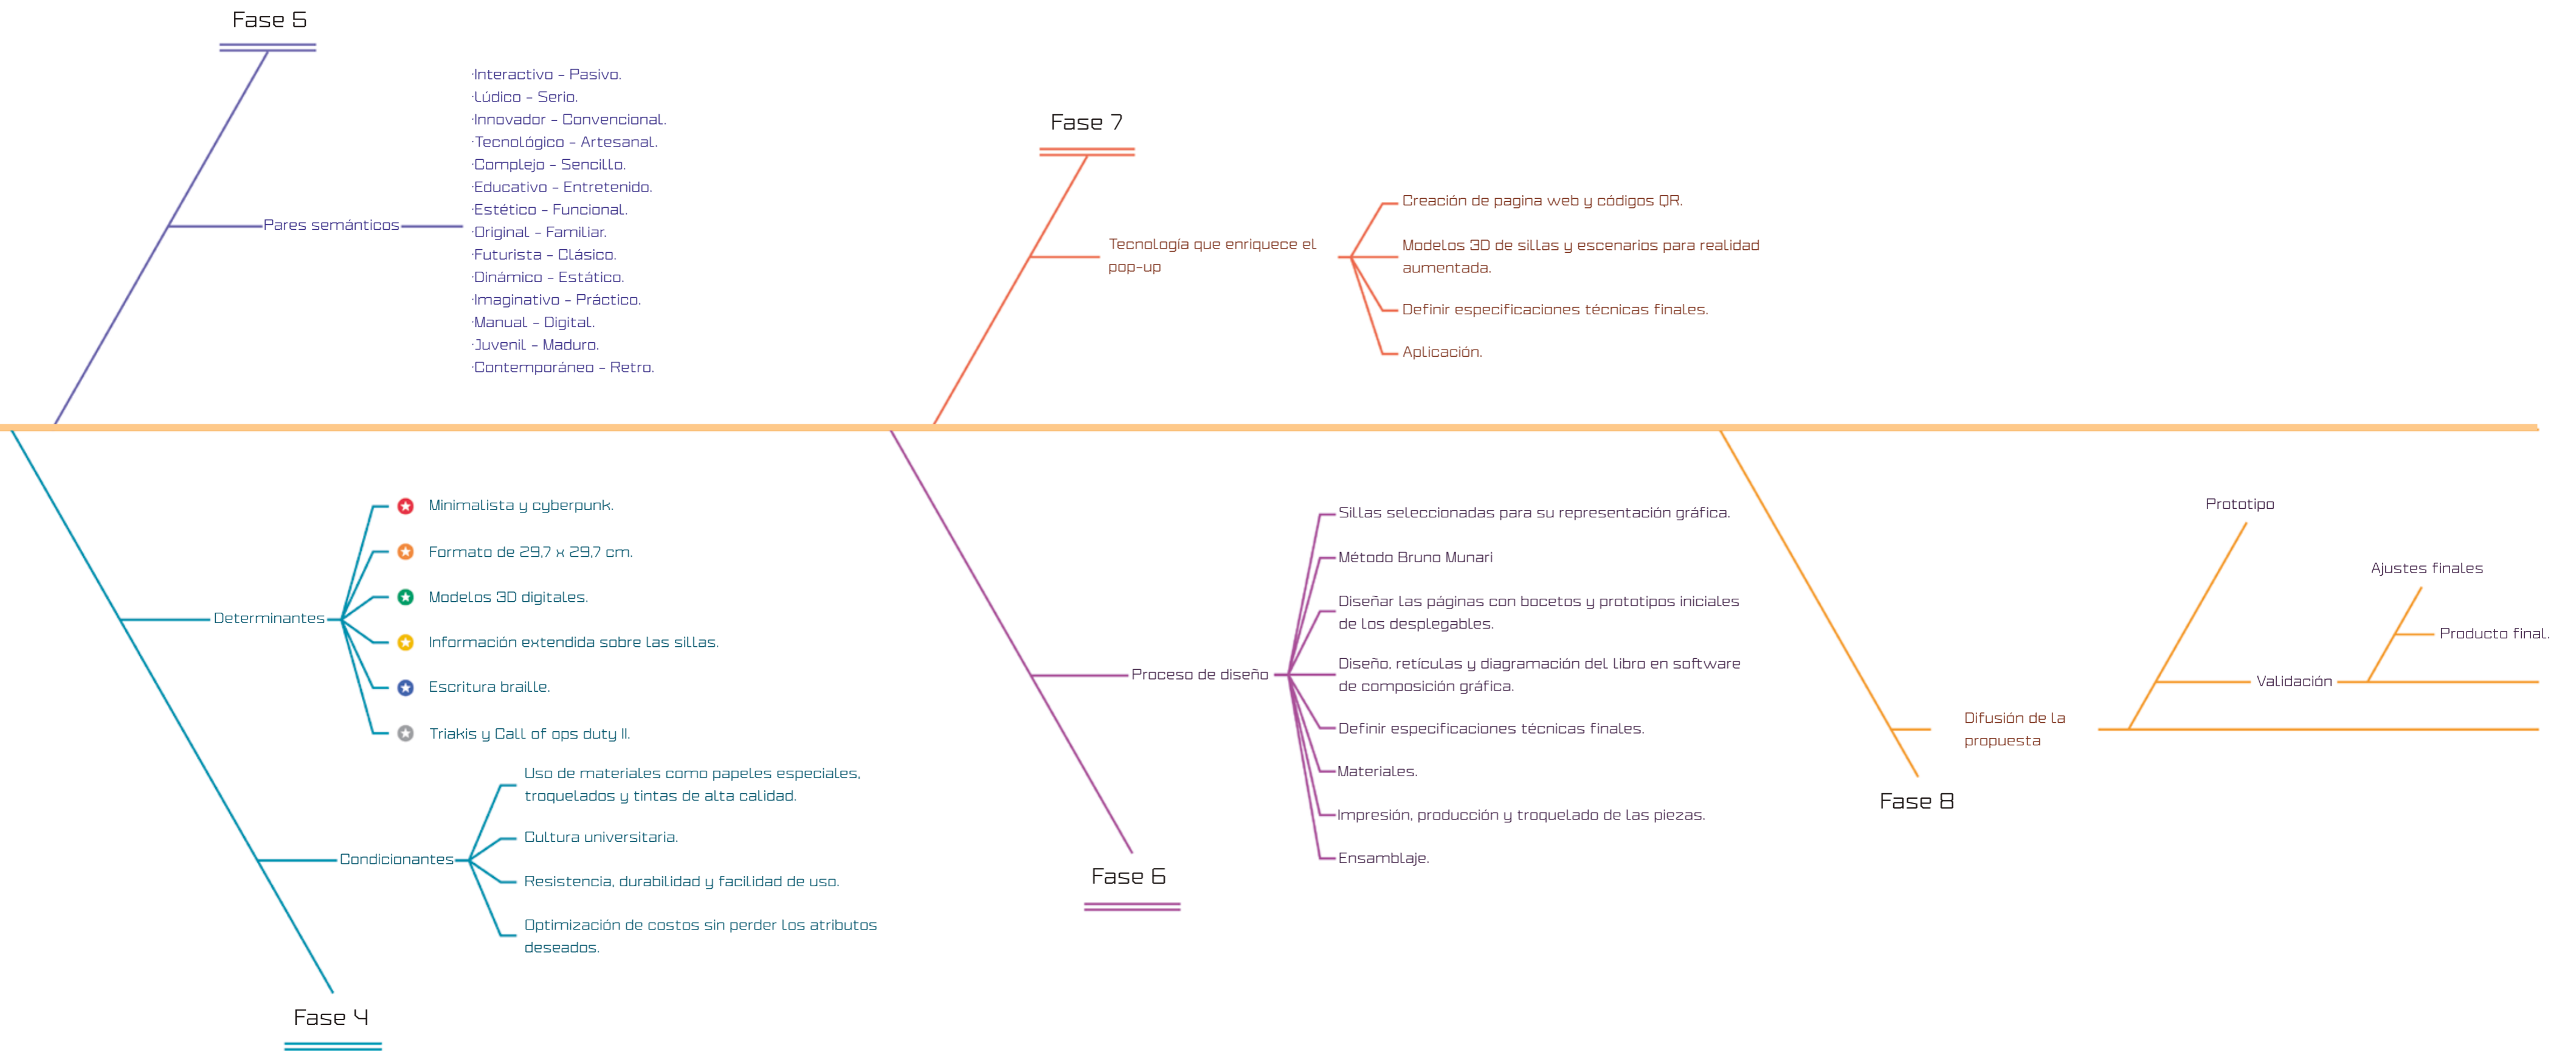 Fase 5
Pares semánticos
·Interactivo - Pasivo.
·Lúdico - Serio.
·Innovador - Convencional.
·Tecnológico - Artesanal.
·Complejo - Sencillo.
·Educativo - Entretenido.
·Estético - Funcional.
·Original - Familiar.
·Futurista - Clásico.
·Dinámico - Estático.
·Imaginativo - Práctico.
·Manual - Digital.
·Juvenil - Maduro.
·Contemporáneo - Retro.
Fase 7
Tecnología que enriquece el
pop-up
Creación de pagina web y códigos QR.
Modelos 3D de sillas y escenarios para realidad
aumentada.
Definir especificaciones técnicas finales.
Aplicación.
Determinantes
Minimalista y cyberpunk.
Formato de 29,7 x 29,7 cm.
Modelos 3D digitales.
Información extendida sobre las sillas.
Escritura braille.
Triakis y Call of ops duty II.
Condicionantes
Uso de materiales como papeles especiales,
troquelados y tintas de alta calidad.
Cultura universitaria.
Resistencia, durabilidad y facilidad de uso.
Optimización de costos sin perder los atributos
deseados.
Fase 4
Proceso de diseño
Sillas seleccionadas para su representación gráfica.
Método Bruno Munari
Diseñar las páginas con bocetos y prototipos iniciales
de los desplegables.
Diseño, retículas y diagramación del libro en software
de composición gráfica.
Definir especificaciones técnicas finales.
Materiales.
Impresión, producción y troquelado de las piezas.
Ensamblaje.
Fase 6
Prototipo
Ajustes finales
Producto final.
Validación
Difusión de la
propuesta
Fase 8